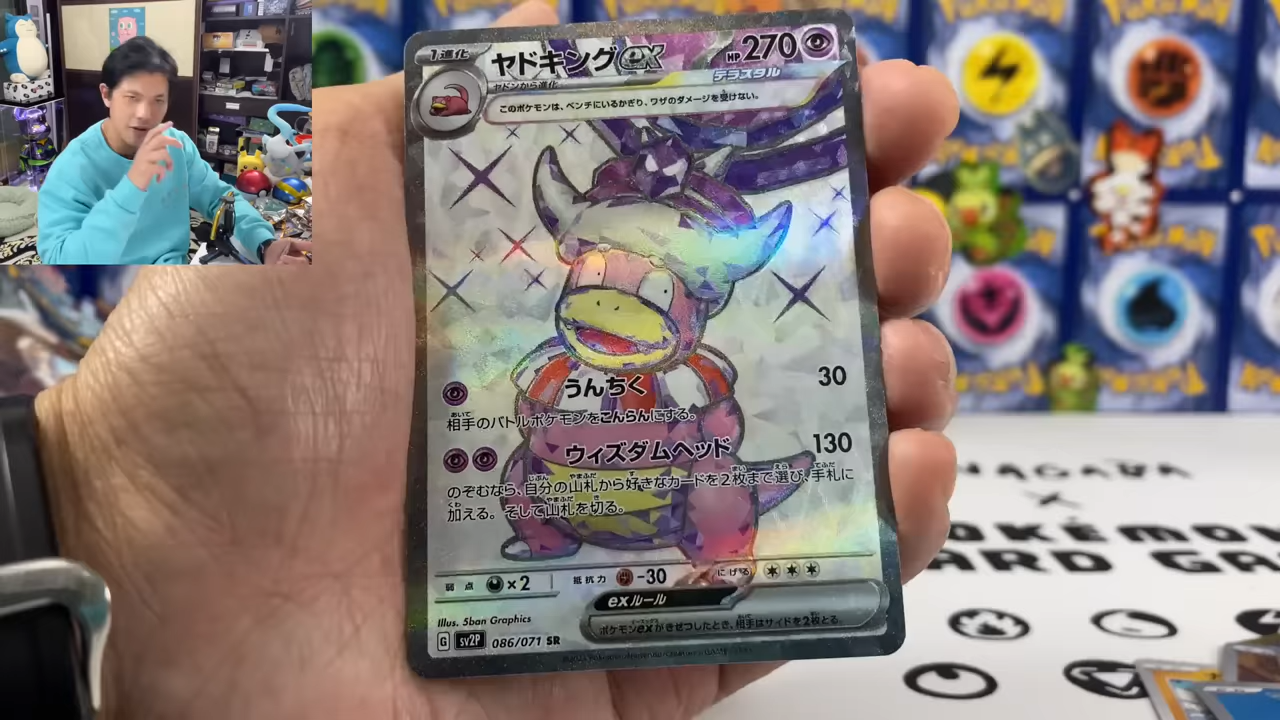 1進化 ヤドキングex HP270
ヤドンから進化
テラスタル
このポケモンは、ベンチにいるかぎり、ワザのダメージを受けない。
うんちく 30
相手のバトルポケモンをこんらんにする。
ウィズダムヘッド 130
のぞむなら、自分の山札から好きなカードを2枚まで選び、手札に
加える。そして山札を切る。
弱点 ×2 抵抗力 -30 にげる
exルール
ポケモンexがきぜつしたとき、相手はサイドを2枚とる。
Illus. 5ban Graphics
G sv2P 086/071 SR
NAGABA
×
POKÉMON
CARD GA